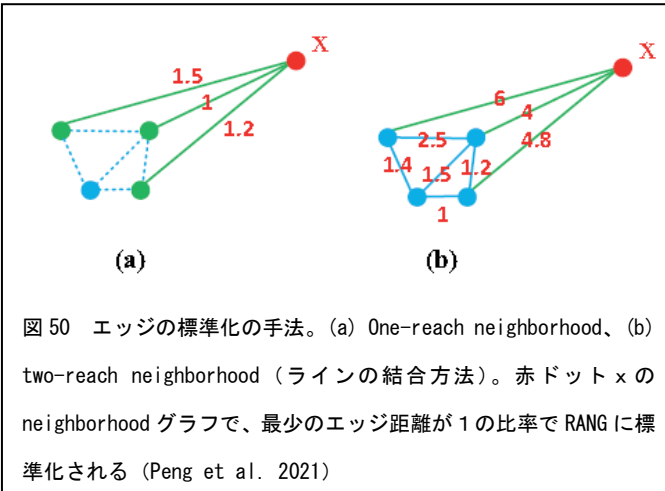 X
1.5
1
1.2
(a)
X
6
4
4.8
2.5
1.4
1.5
1.2
1
(b)
図 50 エッジの標準化の手法。(a) One-reach neighborhood、(b)
two-reach neighborhood（ラインの結合方法）。赤ドット x の
neighborhood グラフで、最少のエッジ距離が１の比率で RANG に標
準化される (Peng et al. 2021)